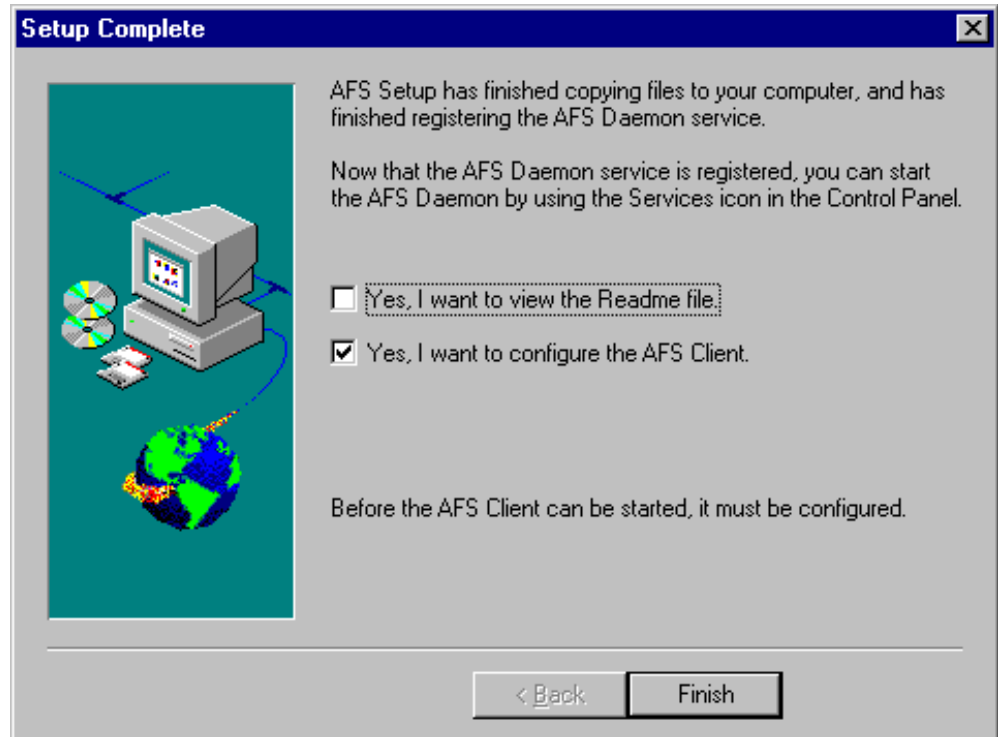 Setup Complete
AFS Setup has finished copying files to your computer, and has
finished registering the AFS Daemon service.
Now that the AFS Daemon service is registered, you can start
the AFS Daemon by using the Services icon in the Control Panel.
Yes, I want to view the Readme file.
Yes, I want to configure the AFS Client.
Before the AFS Client can be started, it must be configured.
< Back
Finish